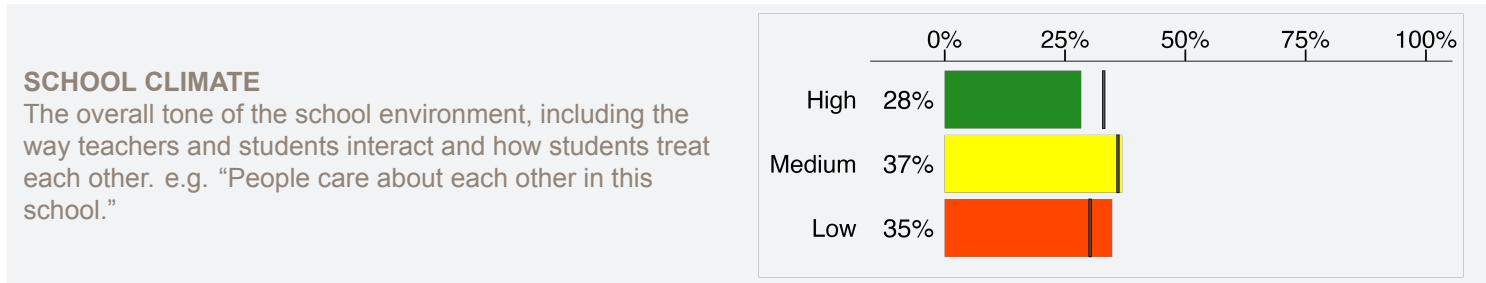 SCHOOL CLIMATE
The overall tone of the school environment, including the
way teachers and students interact and how students treat
each other. e.g. “People care about each other in this
school.”
0% 25% 50% 75% 100%
High 28%
Medium 37%
Low 35%